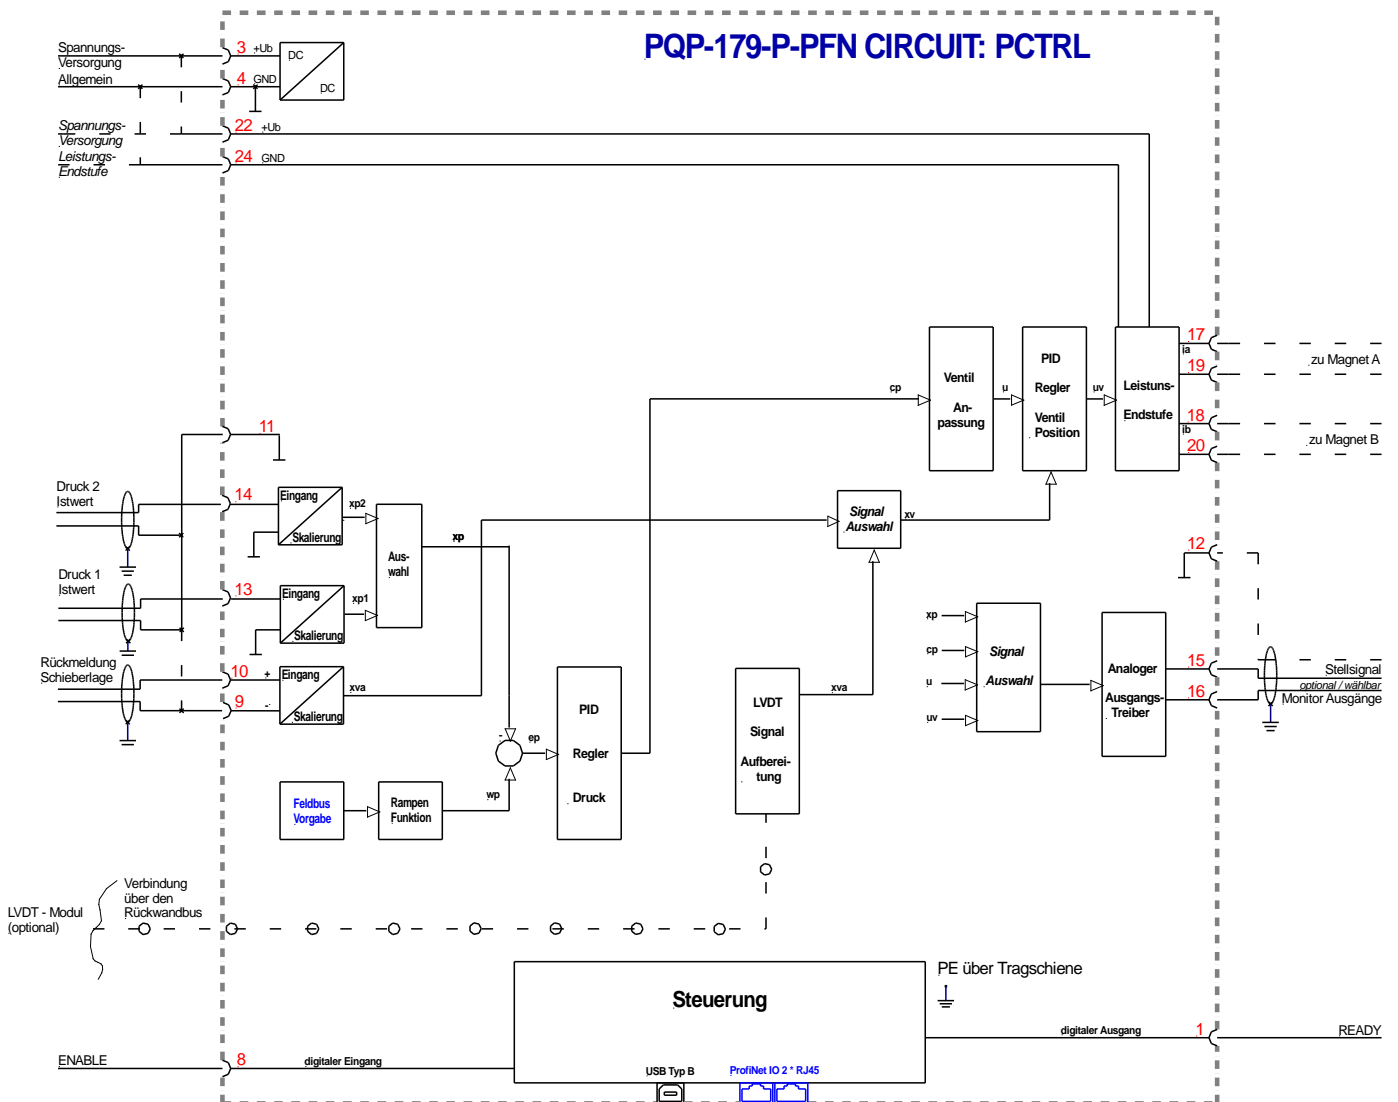 PQP-179-P-PFN CIRCUIT: PCTRL
Spannungs-
Versorgung
Allgemein
3 +Ub
4 GND
DC
DC
Spannungs-
Versorgung
Leistungs-
Endstufe
22 +Ub
24 GND
11
Druck 2
Istwert
14
Eingang
Skalierung
xp2
Druck 1
Istwert
13
Eingang
Skalierung
xp1
Aus-
wahl
xp
Rückmeldung
Schieberlage
10 +
9 -
Eingang
Skalierung
xva
Feldbus
Vorgabe
Rampen
Funktion
wp
-
ep
PID
Regler
Druck
cp
Ventil
An-
passung
u
PID
Regler
Ventil
Position
uv
Leistuns-
Endstufe
17
ia
19
zu Magnet A
18
ib
20
zu Magnet B
Signal
Auswahl
xv
LVDT
Signal
Aufberei-
tung
xva
12
xp
cp
u
uv
Signal
Auswahl
Analoger
Ausgangs-
Treiber
15
16
Stellsignal
optional / wählbar
Monitor Ausgänge
LVDT - Modul
(optional)
Verbindung
über den
Rückwandbus
PE über Tragschiene
Steuerung
digitaler Ausgang
1
READY
ENABLE
8
digitaler Eingang
USB Typ B
ProfiNet IO 2 * RJ45